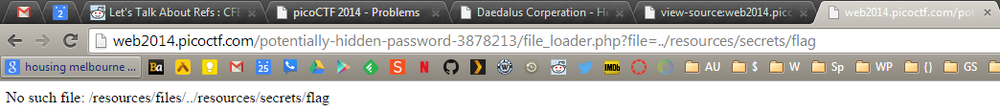 2 Let's Talk About Refs : CFE picoCTF 2014 - Problems Daedalus Corperation - He view-source:web2014.picc web2014.picoctf.com/pot
web2014.picoctf.com/potentially-hidden-password-3878213/file_loader.php?file=../resources/secrets/flag
g housing melbourne ... Ba 25 S N IMDb AU $ W Sp WP {} GS
No such file: /resources/files/../resources/secrets/flag